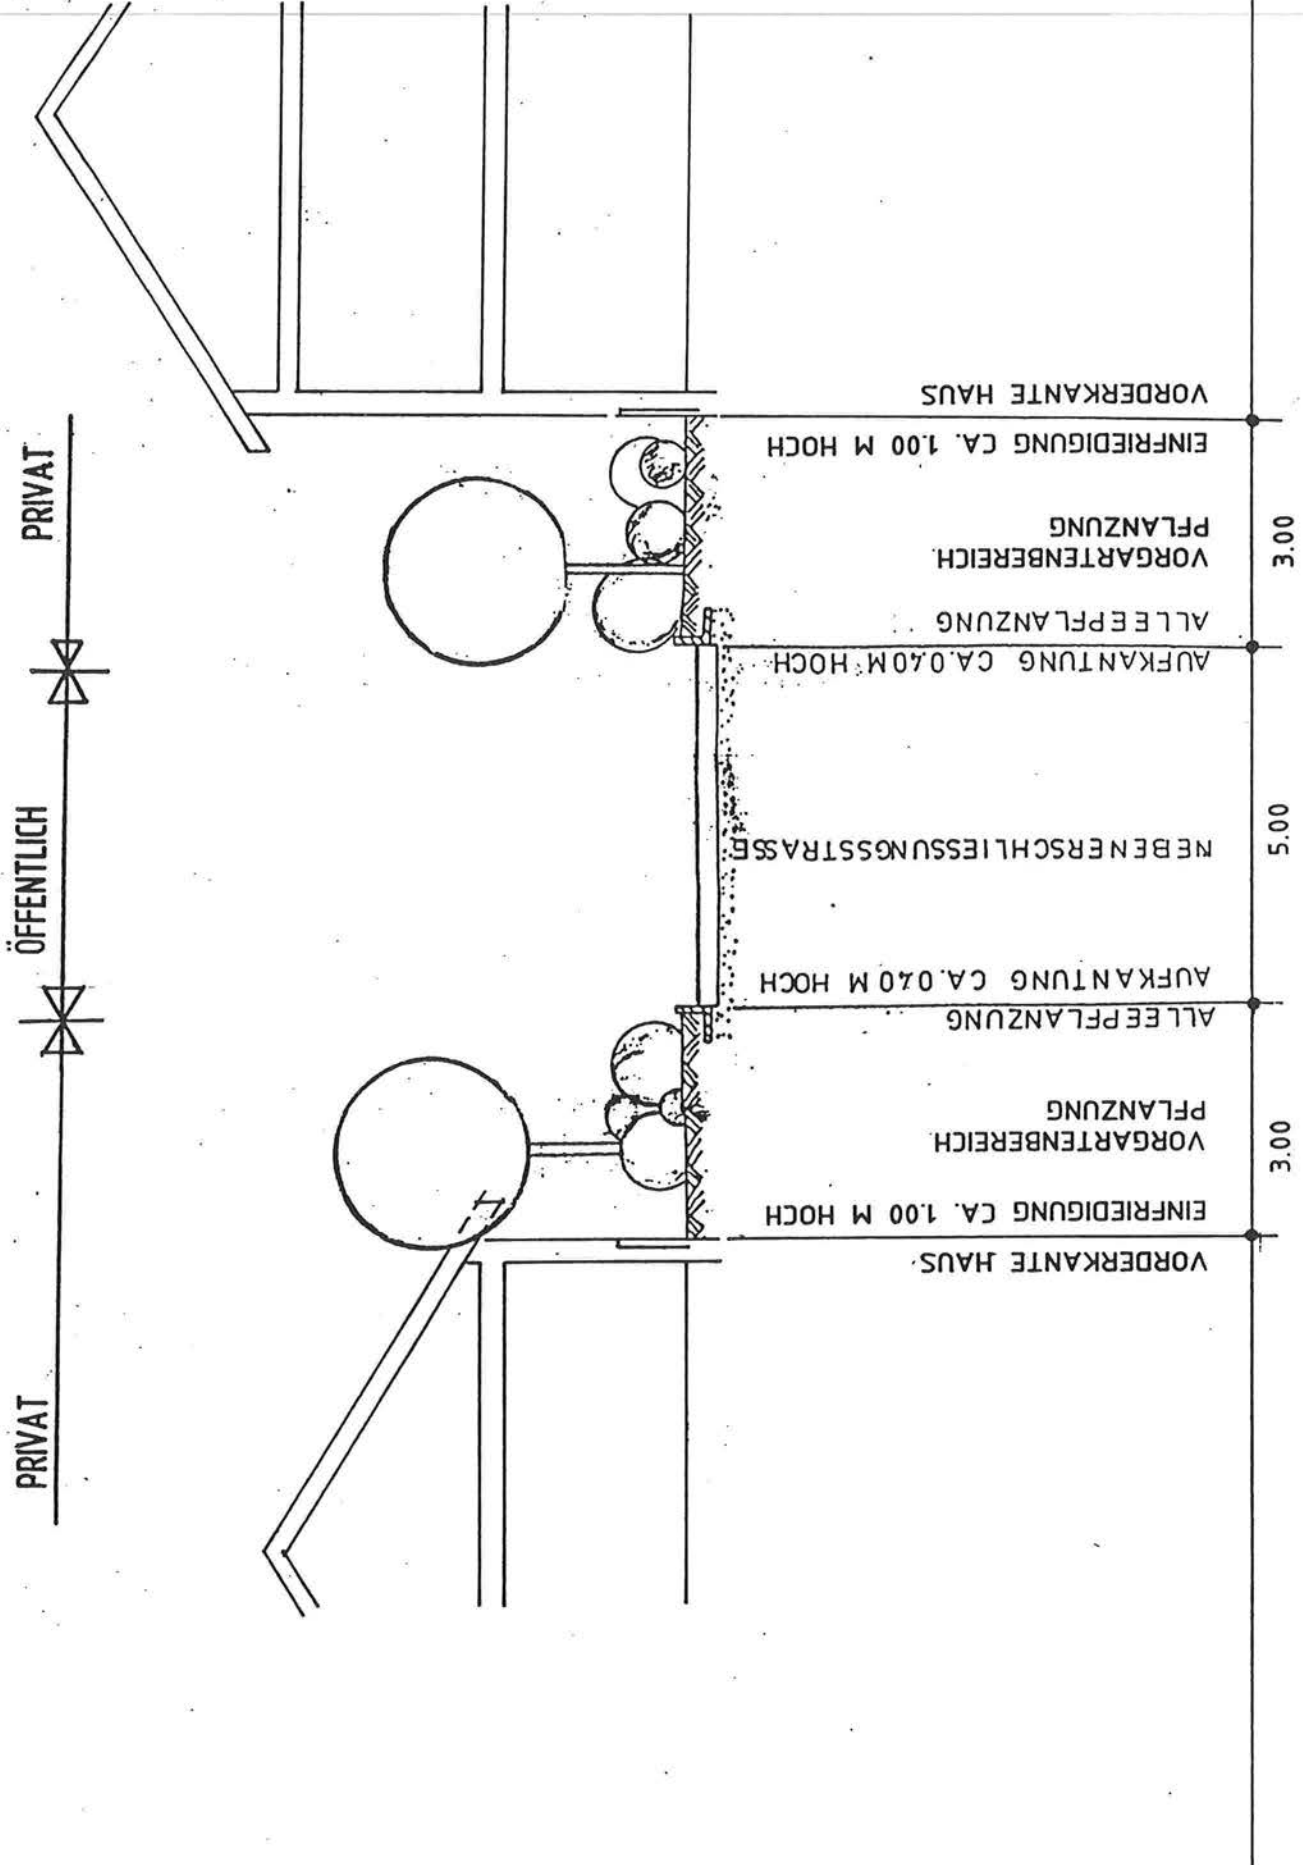 PRIVAT
ÖFFENTLICH
PRIVAT
VORDERKANTE HAUS
EINFRIEDIGUNG CA. 1.00 M HOCH
VORGARTENBEREICH
PFLANZUNG
ALLEEPFLANZUNG
AUFKANTUNG CA. 0.40 M HOCH
NEBENERSCHLIESSUNGSSTRASSE
AUFKANTUNG CA. 0.40 M HOCH
ALLEEPFLANZUNG
VORGARTENBEREICH
PFLANZUNG
EINFRIEDIGUNG CA. 1.00 M HOCH
VORDERKANTE HAUS
3.00
5.00
3.00